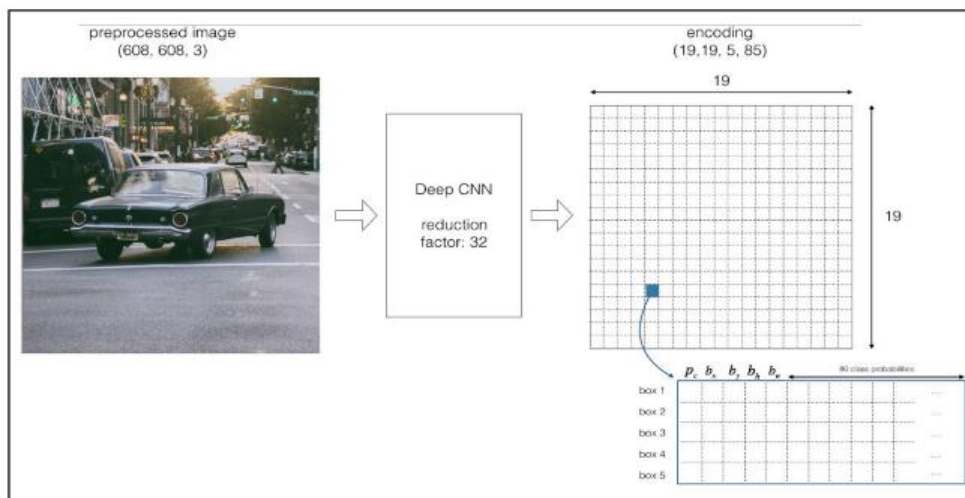 preprocessed image
(608, 608, 3)
encoding
(19,19, 5, 85)
19
19
Deep CNN
reduction
factor: 32
p_c b_x b_y b_h b_w 80 class probabilities
box 1 ...
box 2 ...
box 3 ...
box 4 ...
box 5 ...